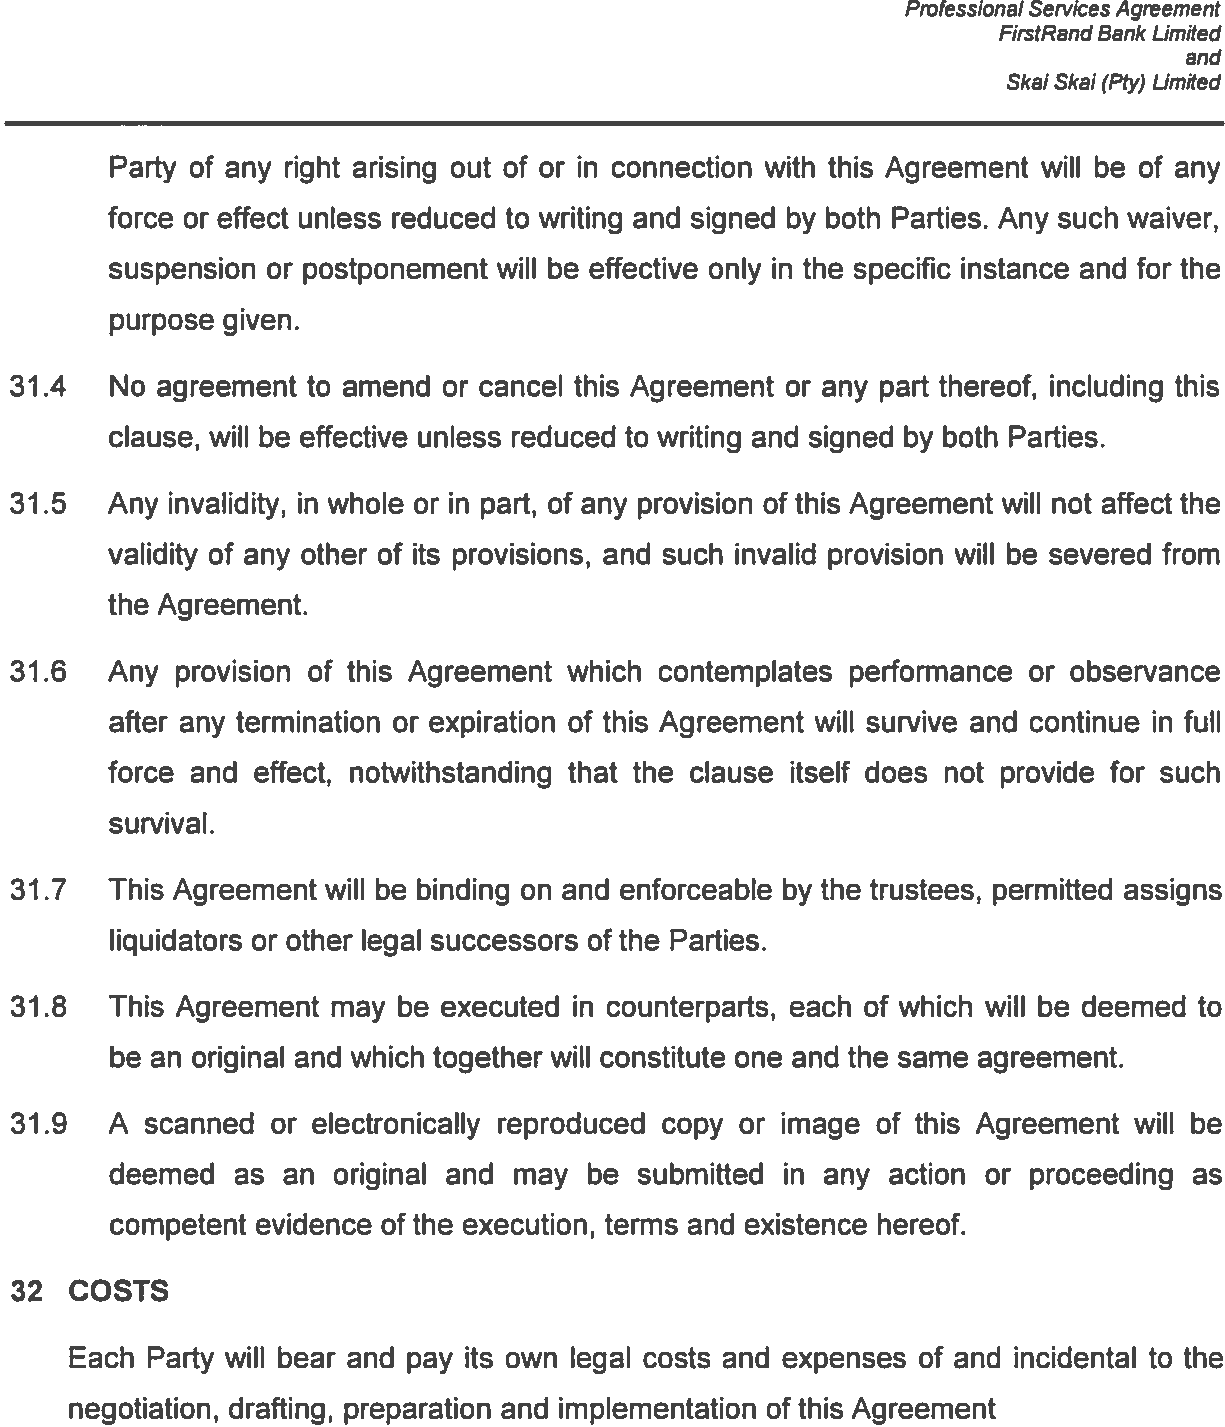 Professional Services Agreement
FirstRand Bank Limited
and
Skai Skai (Pty) Limited
Party of any right arising out of or in connection with this Agreement will be of any
force or effect unless reduced to writing and signed by both Parties. Any such waiver,
suspension or postponement will be effective only in the specific instance and for the
purpose given.
31.4 No agreement to amend or cancel this Agreement or any part thereof, including this
clause, will be effective unless reduced to writing and signed by both Parties.
31.5 Any invalidity, in whole or in part, of any provision of this Agreement will not affect the
validity of any other of its provisions, and such invalid provision will be severed from
the Agreement.
31.6 Any provision of this Agreement which contemplates performance or observance
after any termination or expiration of this Agreement will survive and continue in full
force and effect, notwithstanding that the clause itself does not provide for such
survival.
31.7 This Agreement will be binding on and enforceable by the trustees, permitted assigns
liquidators or other legal successors of the Parties.
31.8 This Agreement may be executed in counterparts, each of which will be deemed to
be an original and which together will constitute one and the same agreement.
31.9 A scanned or electronically reproduced copy or image of this Agreement will be
deemed as an original and may be submitted in any action or proceeding as
competent evidence of the execution, terms and existence hereof.
32 COSTS
Each Party will bear and pay its own legal costs and expenses of and incidental to the
negotiation, drafting, preparation and implementation of this Agreement